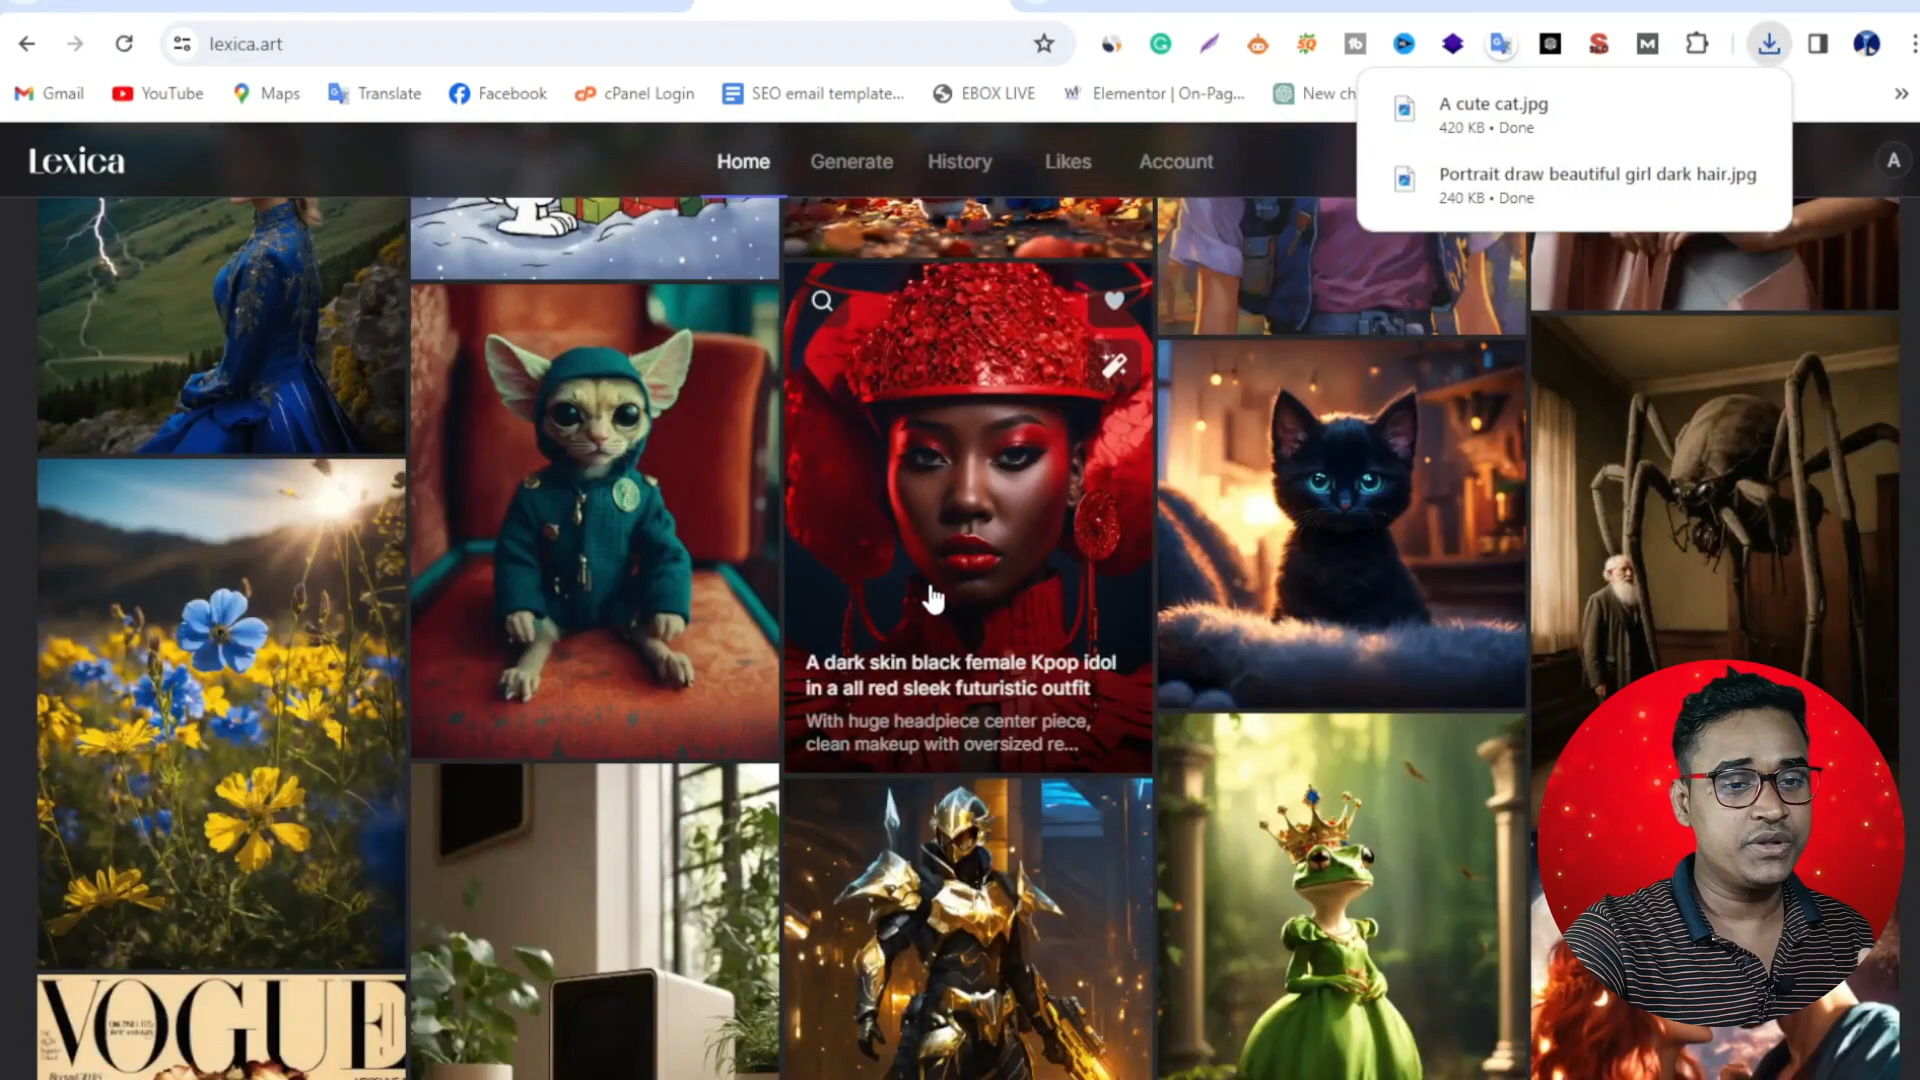 lexica.art
Gmail
YouTube
Maps
Translate
Facebook
cPanel Login
SEO email template...
EBOX LIVE
Elementor | On-Pag...
New ch
A cute cat.jpg
420 KB • Done
Portrait draw beautiful girl dark hair.jpg
240 KB • Done
Lexica
Home
Generate
History
Likes
Account
A
A dark skin black female Kpop idol
in a all red sleek futuristic outfit
With huge headpiece center piece,
clean makeup with oversized re...
VOGUE